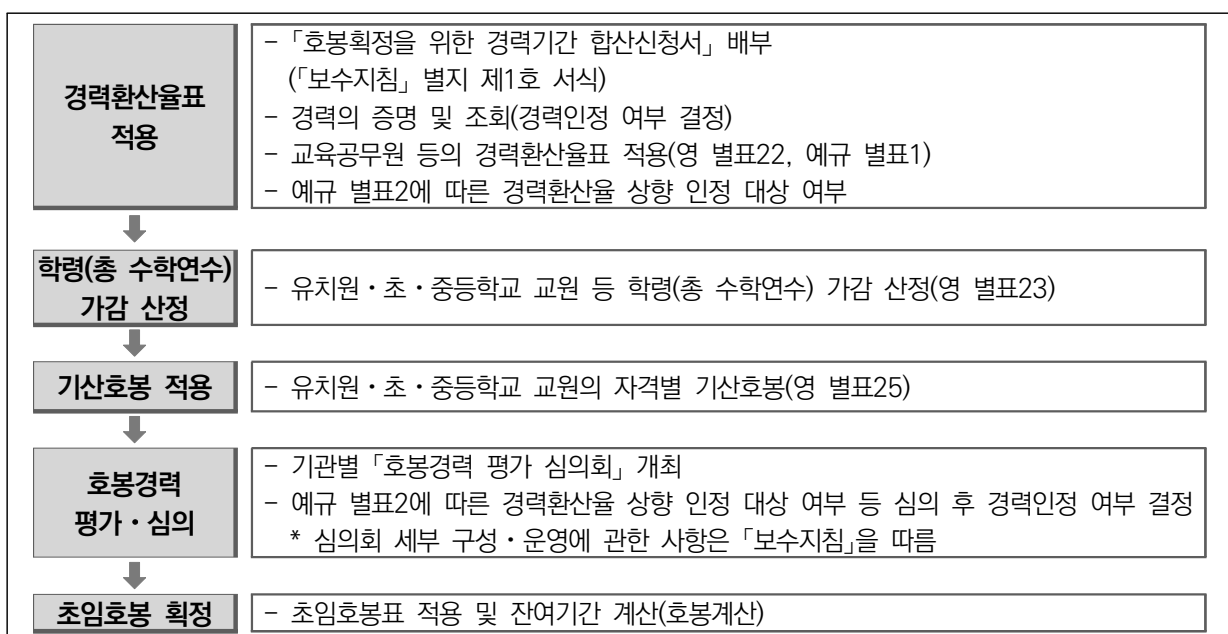 경력환산율표
적용
- 「호봉획정을 위한 경력기간 합산신청서」 배부
(「보수지침」 별지 제1호 서식)
- 경력의 증명 및 조회(경력인정 여부 결정)
- 교육공무원 등의 경력환산율표 적용(영 별표22, 예규 별표1)
- 예규 별표2에 따른 경력환산율 상향 인정 대상 여부
학령(총 수학연수)
가감 산정
- 유치원・초・중등학교 교원 등 학령(총 수학연수) 가감 산정(영 별표23)
기산호봉 적용
- 유치원・초・중등학교 교원의 자격별 기산호봉(영 별표25)
호봉경력
평가・심의
- 기관별 「호봉경력 평가 심의회」 개최
- 예규 별표2에 따른 경력환산율 상향 인정 대상 여부 등 심의 후 경력인정 여부 결정
* 심의회 세부 구성・운영에 관한 사항은 「보수지침」을 따름
초임호봉 획정
- 초임호봉표 적용 및 잔여기간 계산(호봉계산)